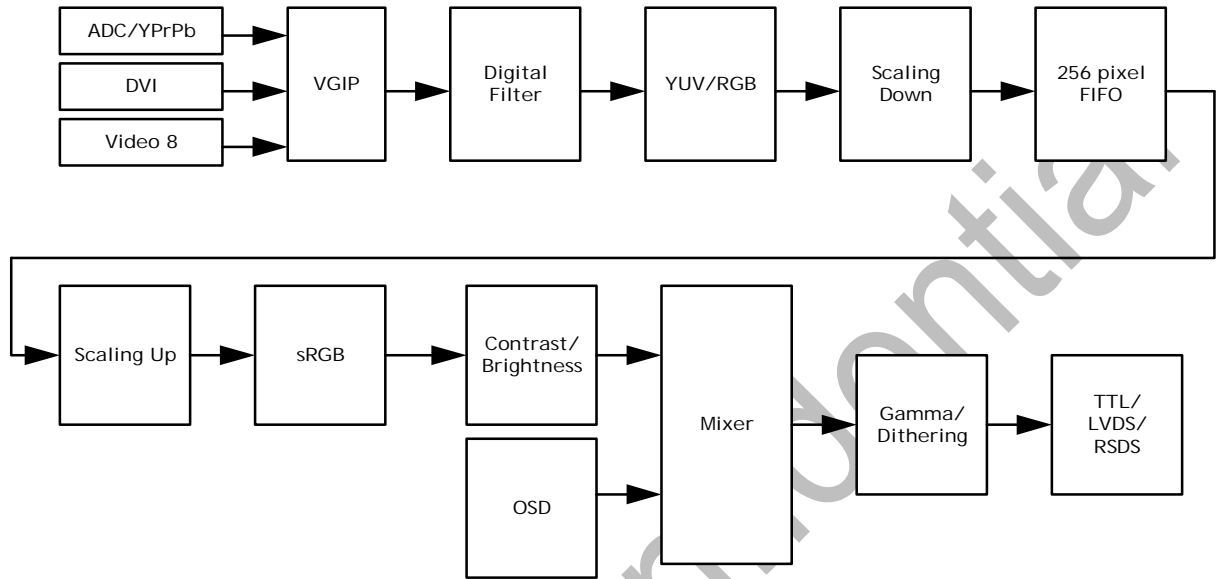 ADC/YPrPb
DVI
Video 8
VGIP
Digital
Filter
YUV/RGB
Scaling
Down
256 pixel
FIFO
Scaling Up
sRGB
Contrast/
Brightness
OSD
Mixer
Gamma/
Dithering
TTL/
LVDS/
RSDS